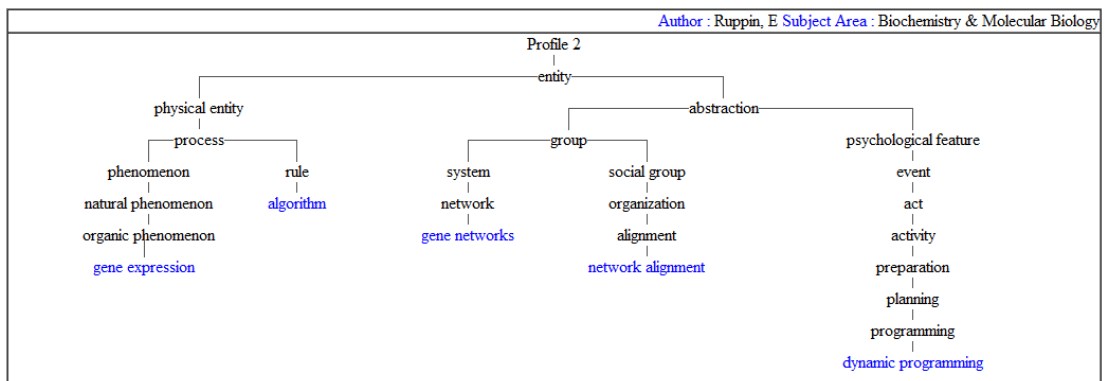 Author : Ruppin, E Subject Area : Biochemistry & Molecular Biology
Profile 2
entity
physical entity abstraction
process group psychological feature
phenomenon rule system social group event
natural phenomenon algorithm network organization act
organic phenomenon gene networks alignment activity
gene expression network alignment preparation
planning
programming
dynamic programming